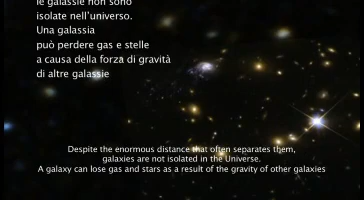 le galassie non sono
isolate nell'universo.
Una galassia
può perdere gas e stelle
a causa della forza di gravità
di altre galassie
Despite the enormous distance that often separates them,
galaxies are not isolated in the Universe.
A galaxy can lose gas and stars as a result of the gravity of other galaxies